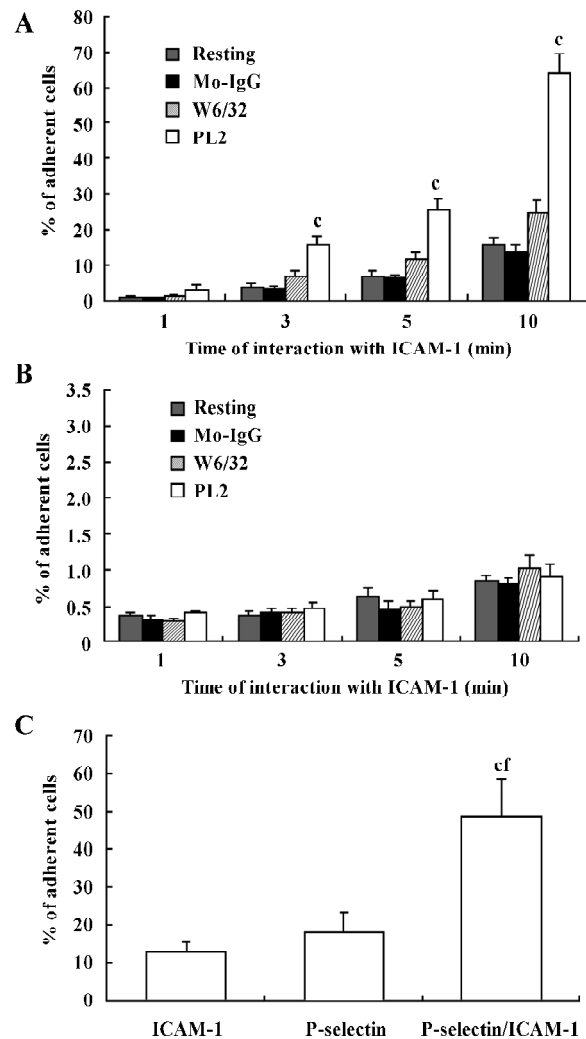 A
% of adherent cells
80
70
60
50
40
30
20
10
0
Resting
Mo-IgG
W6/32
PL2
c
c
c
1 3 5 10
Time of interaction with ICAM-1 (min)
B
% of adherent cells
3.5
3.0
2.5
2.0
1.5
1.0
0.5
0
Resting
Mo-IgG
W6/32
PL2
1 3 5 10
Time of interaction with ICAM-1 (min)
C
% of adherent cells
70
60
50
40
30
20
10
0
cf
ICAM-1 P-selectin P-selectin/ICAM-1